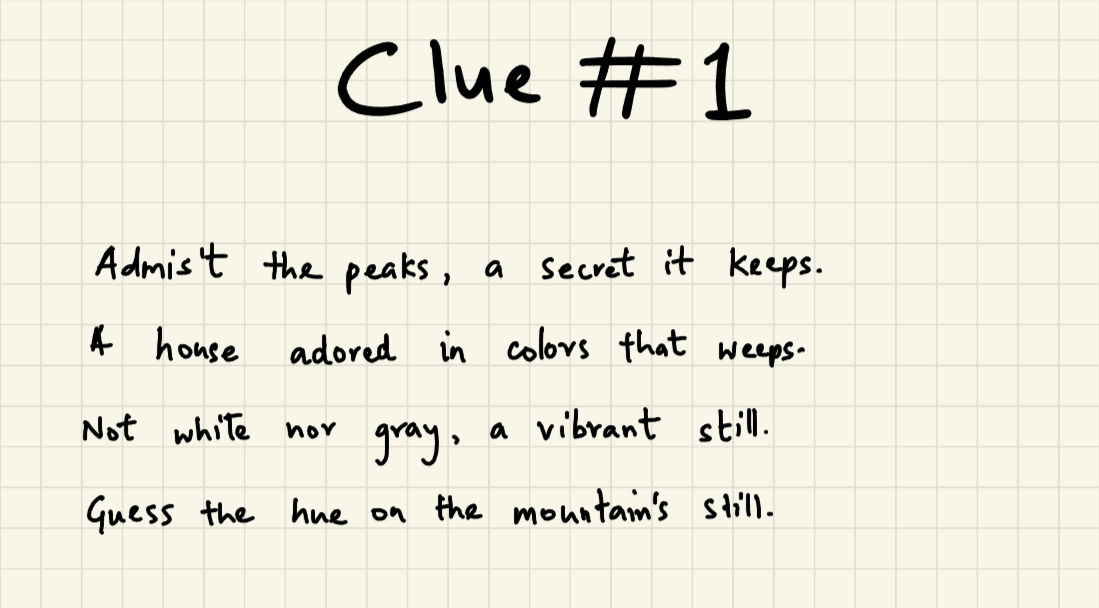 Clue #1
Admis't the peaks, a secret it keeps.
A house adored in colors that weeps.
Not white nor gray, a vibrant still.
Guess the hue on the mountain's still.